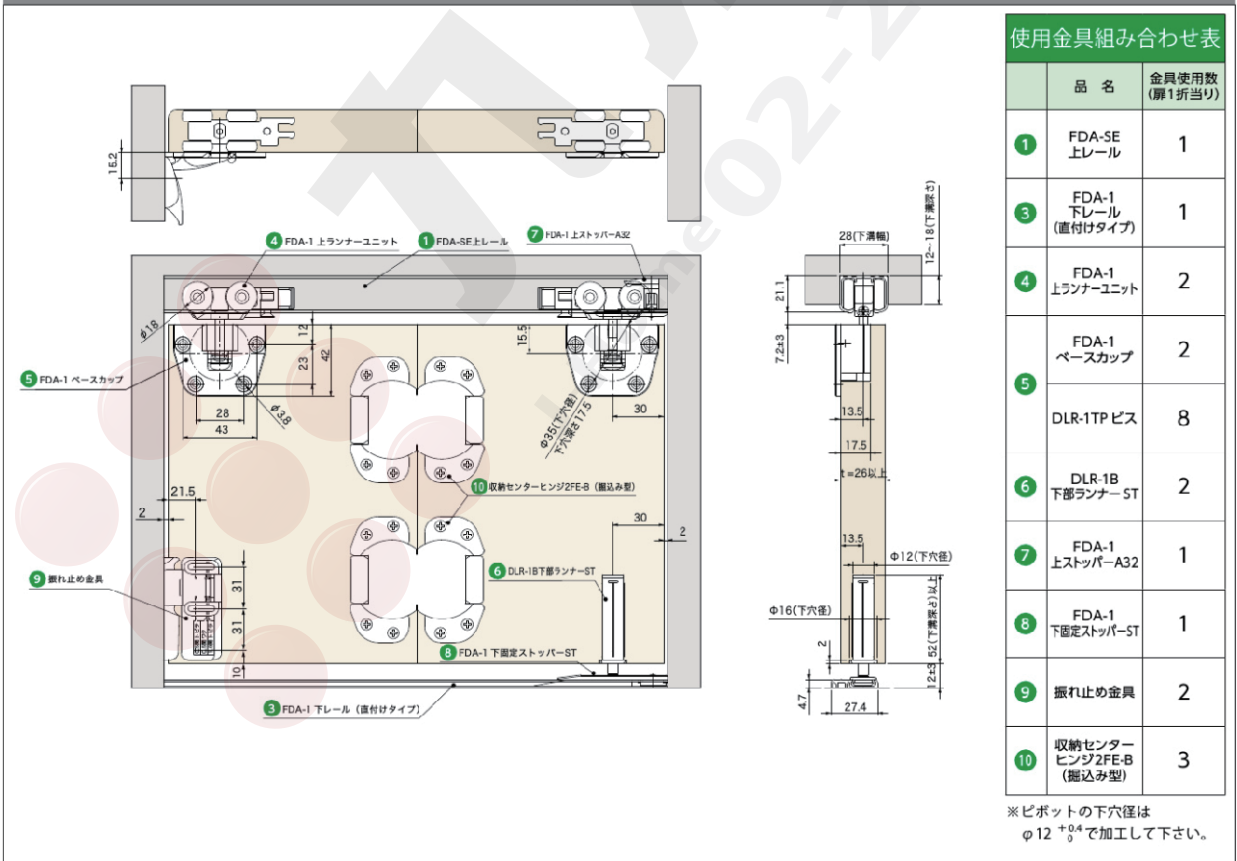 使用金具組み合わせ表
品 名
金具使用数
(扉1折当り)
1
FDA-SE
上レール
1
3
FDA-1
下レール
(直付けタイプ)
1
4
FDA-1
上ランナーユニット
2
5
FDA-1
ベースカップ
2
DLR-1TPビス
8
6
DLR-1B
下部ランナーST
2
7
FDA-1
上ストッパーA32
1
8
FDA-1
下固定ストッパーST
1
9
振れ止め金具
2
10
収納センター
ヒンジ2FE-B
(掘込み型)
3
※ピボットの下穴径は
φ12 +0.4 0 で加工して下さい。
15.2
4 FDA-1 上ランナーユニット
1 FDA-SE上レール
7 FDA-1 上ストッパーA32
φ18
12
23
42
15.5
5 FDA-1 ベースカップ
28
43
φ3.8
Φ35(下穴径)
下穴深さ17.5
30
10 収納センターヒンジ2FE-B(掘込み型)
21.5
2
30
2
9 振れ止め金具
31
31
10
6 DLR-1B下部ランナーST
8 FDA-1 下固定ストッパーST
3 FDA-1 下レール(直付けタイプ)
28(下溝幅)
12~18(下溝深さ)
21.1
7.2±3
13.5
17.5
t=26以上
13.5
Φ12(下穴径)
Φ16(下穴径)
52(下溝深さ)以上
2
12±3
4.7
27.4